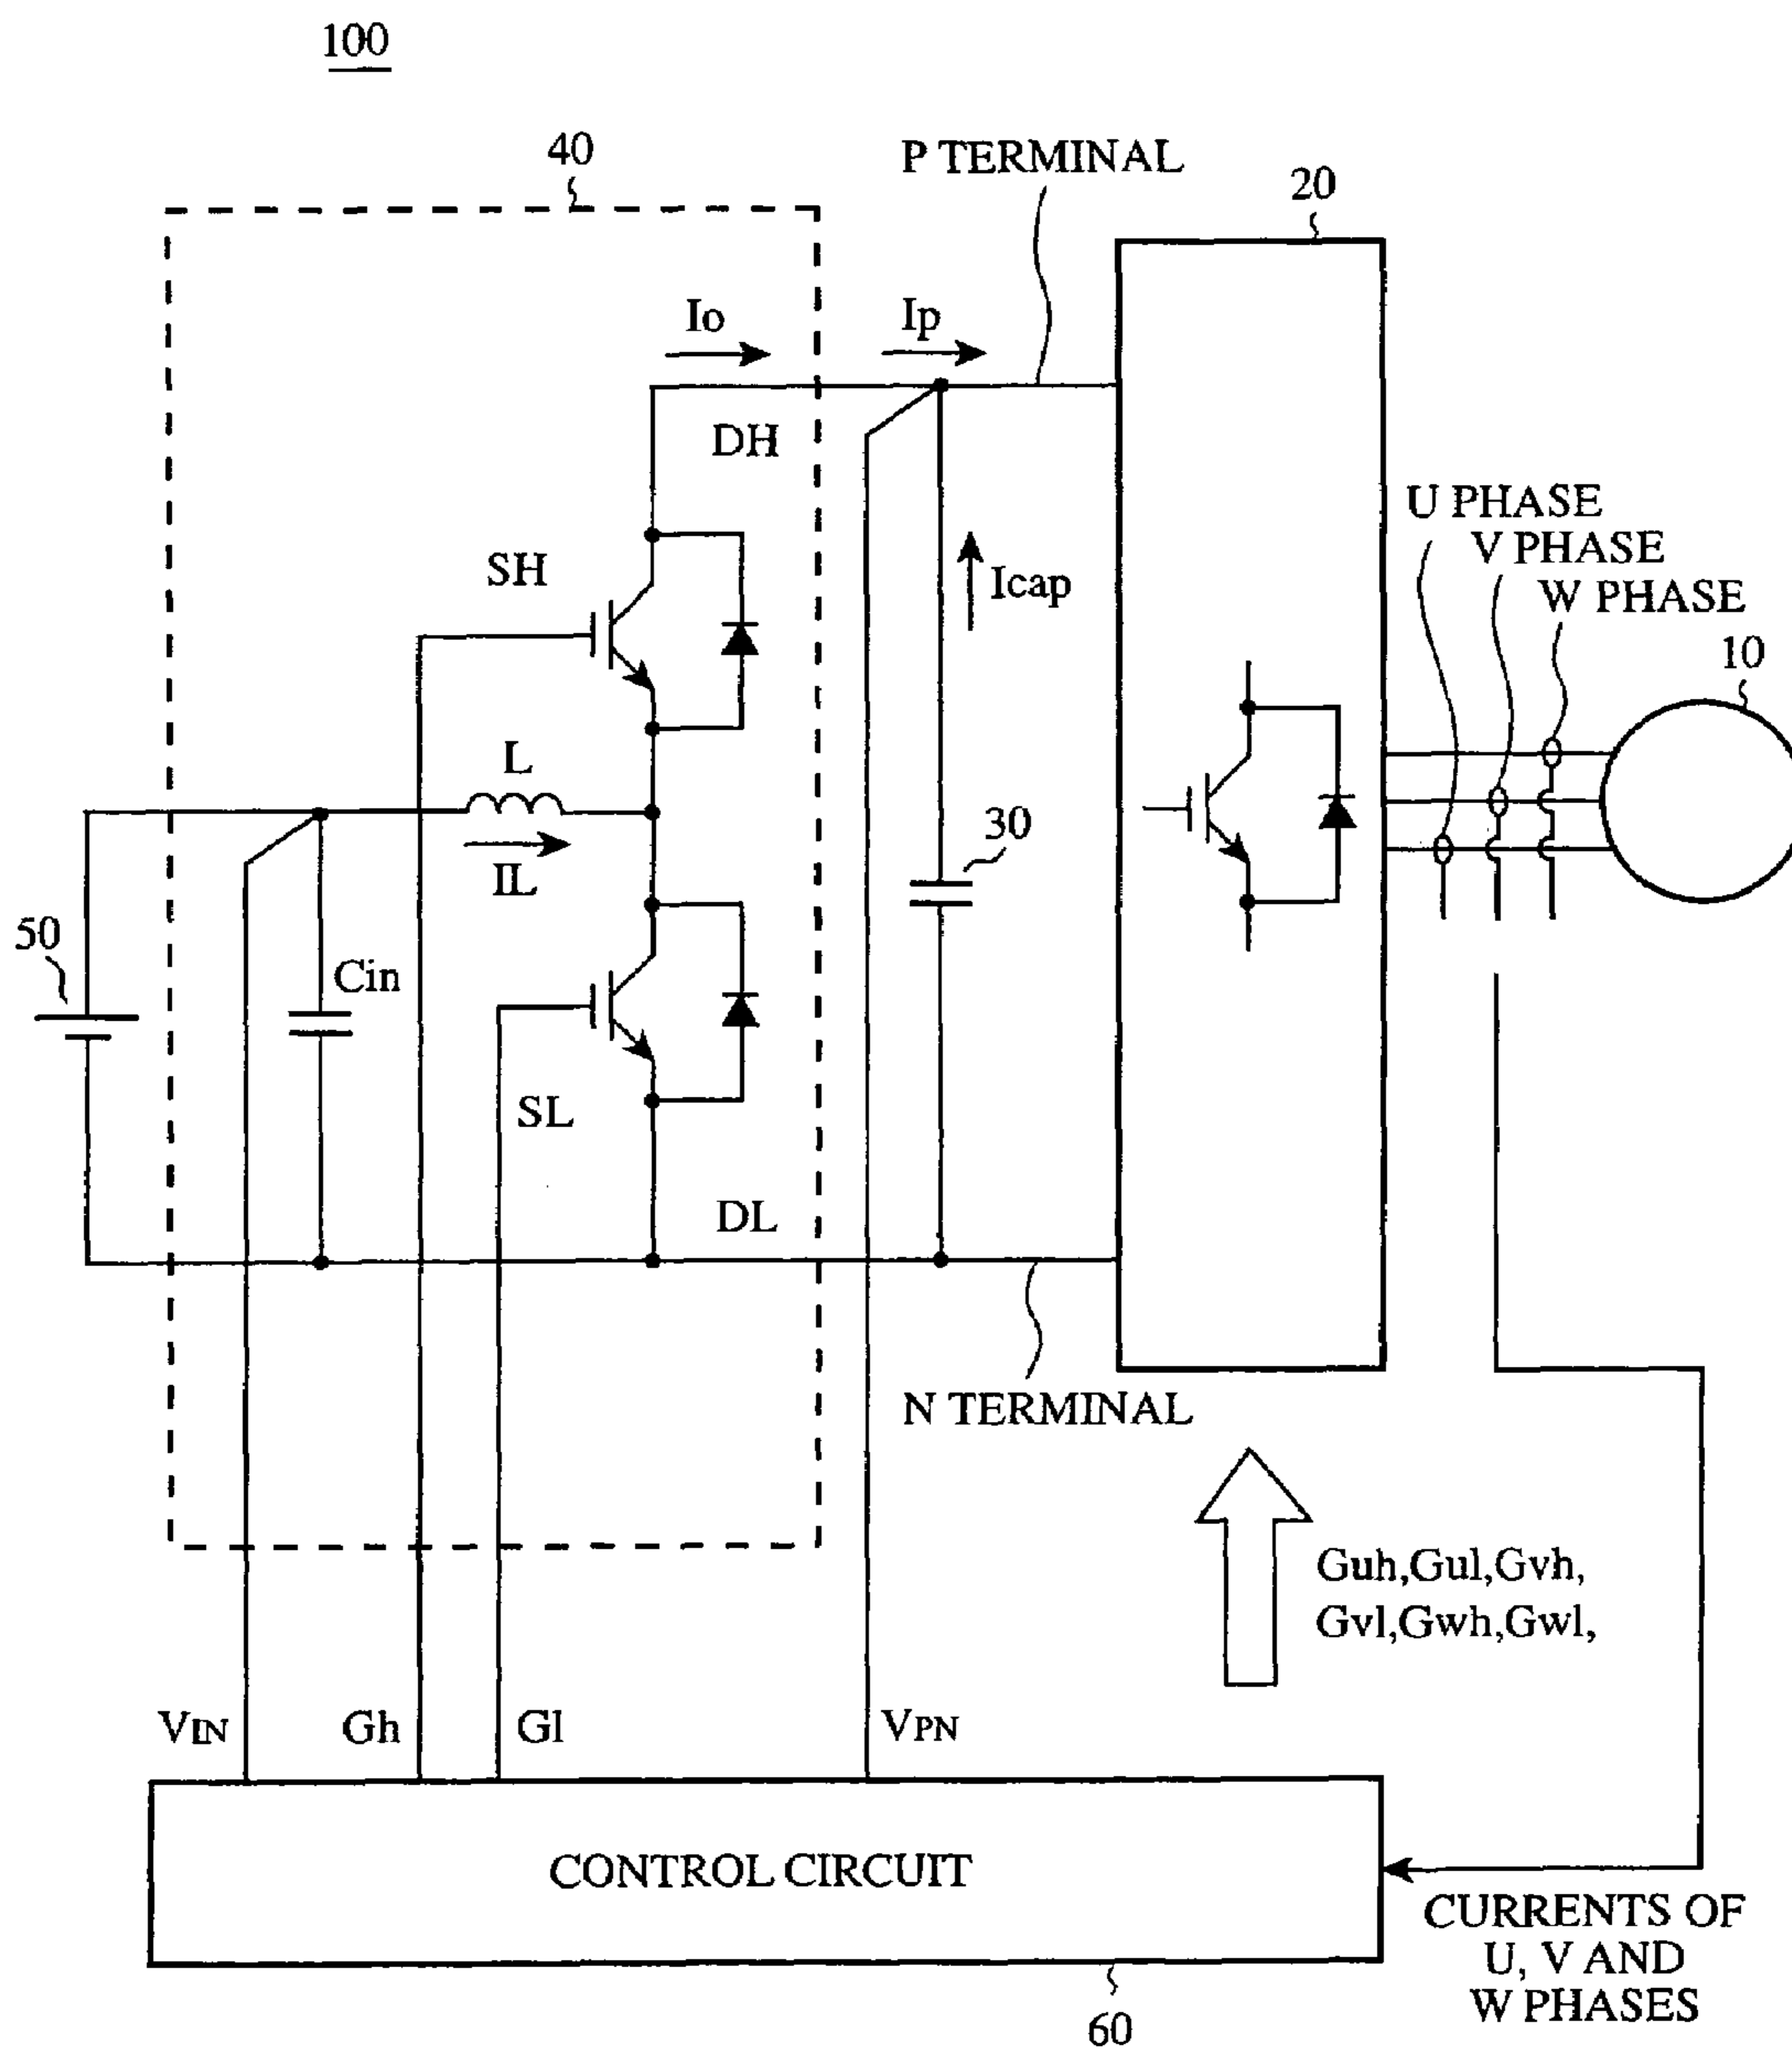 100
40
P TERMINAL
20
Io
Ip
DH
U PHASE
V PHASE
W PHASE
SH
Icap
10
L
30
IL
50
Cin
SL
DL
N TERMINAL
Guh,Gul,Gvh,
Gvl,Gwh,Gwl,
VIN
Gh
Gl
VPN
CONTROL CIRCUIT
CURRENTS OF
U, V AND
W PHASES
60